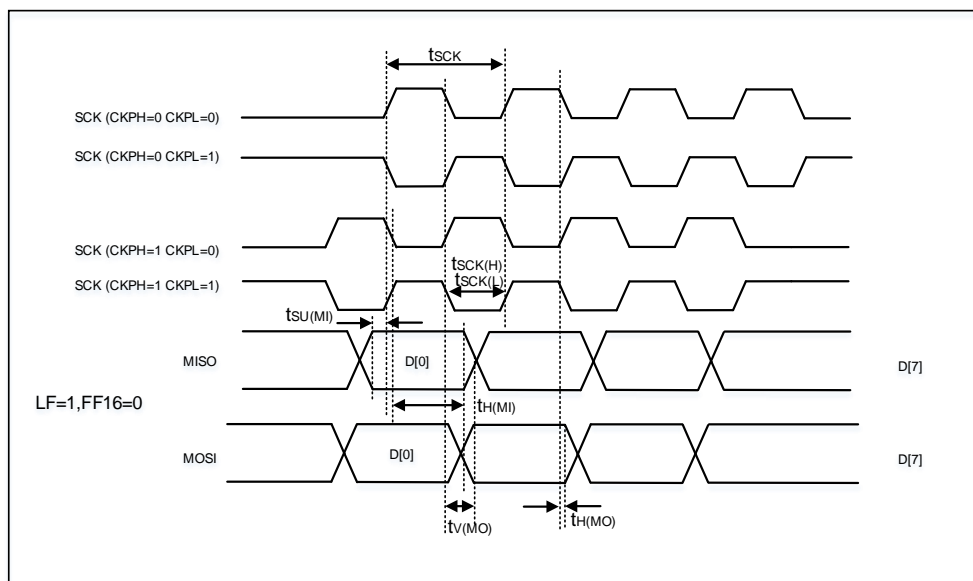 tSCK
SCK (CKPH=0 CKPL=0)
SCK (CKPH=0 CKPL=1)
SCK (CKPH=1 CKPL=0)
tSCK(H)
tSCK(L)
SCK (CKPH=1 CKPL=1)
tSU(MI)
MISO
D[0]
D[7]
LF=1,FF16=0
tH(MI)
MOSI
D[0]
D[7]
tV(MO)
tH(MO)